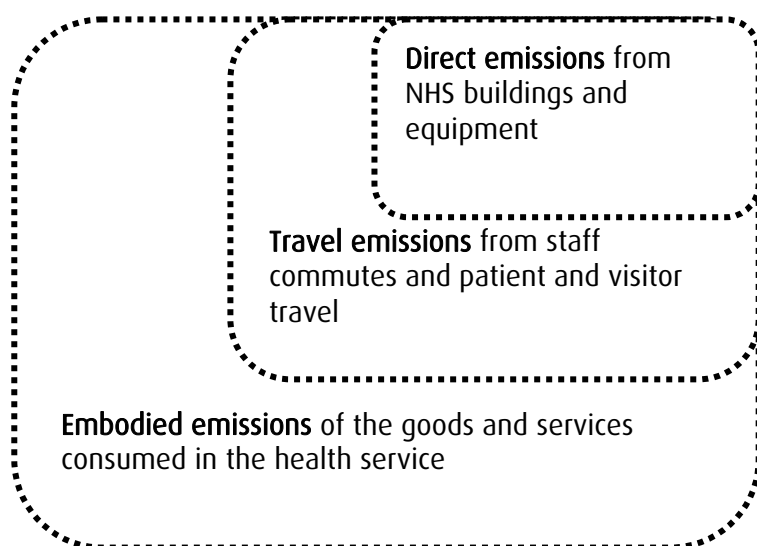 Direct emissions from
NHS buildings and
equipment
Travel emissions from staff
commutes and patient and visitor
travel
Embodied emissions of the goods and services
consumed in the health service